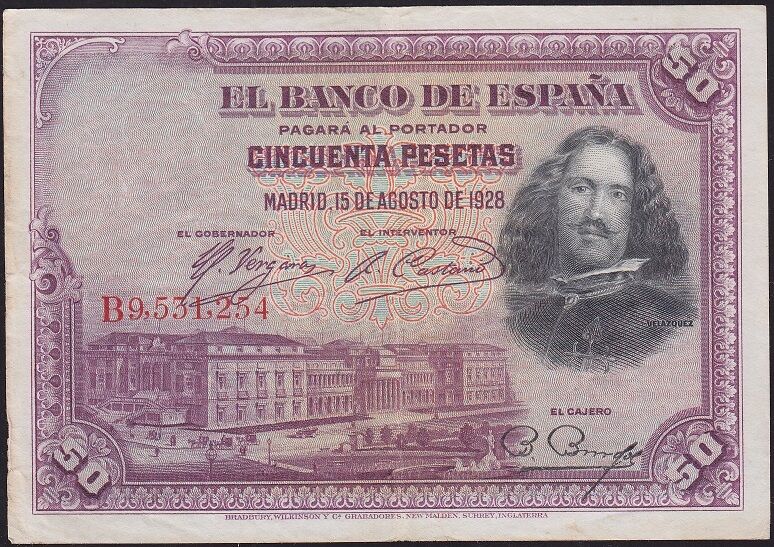 50
EL BANCO DE ESPAÑA
PAGARÁ AL PORTADOR
CINCUENTA PESETAS
MADRID, 15 DE AGOSTO DE 1928
EL GOBERNADOR EL INTERVENTOR
B9,531,254
VELAZQUEZ
EL CAJERO
50 50
BRADBURY, WILKINSON Y Cª GRABADORES. NEW MALDEN. SURREY, INGLATERRA